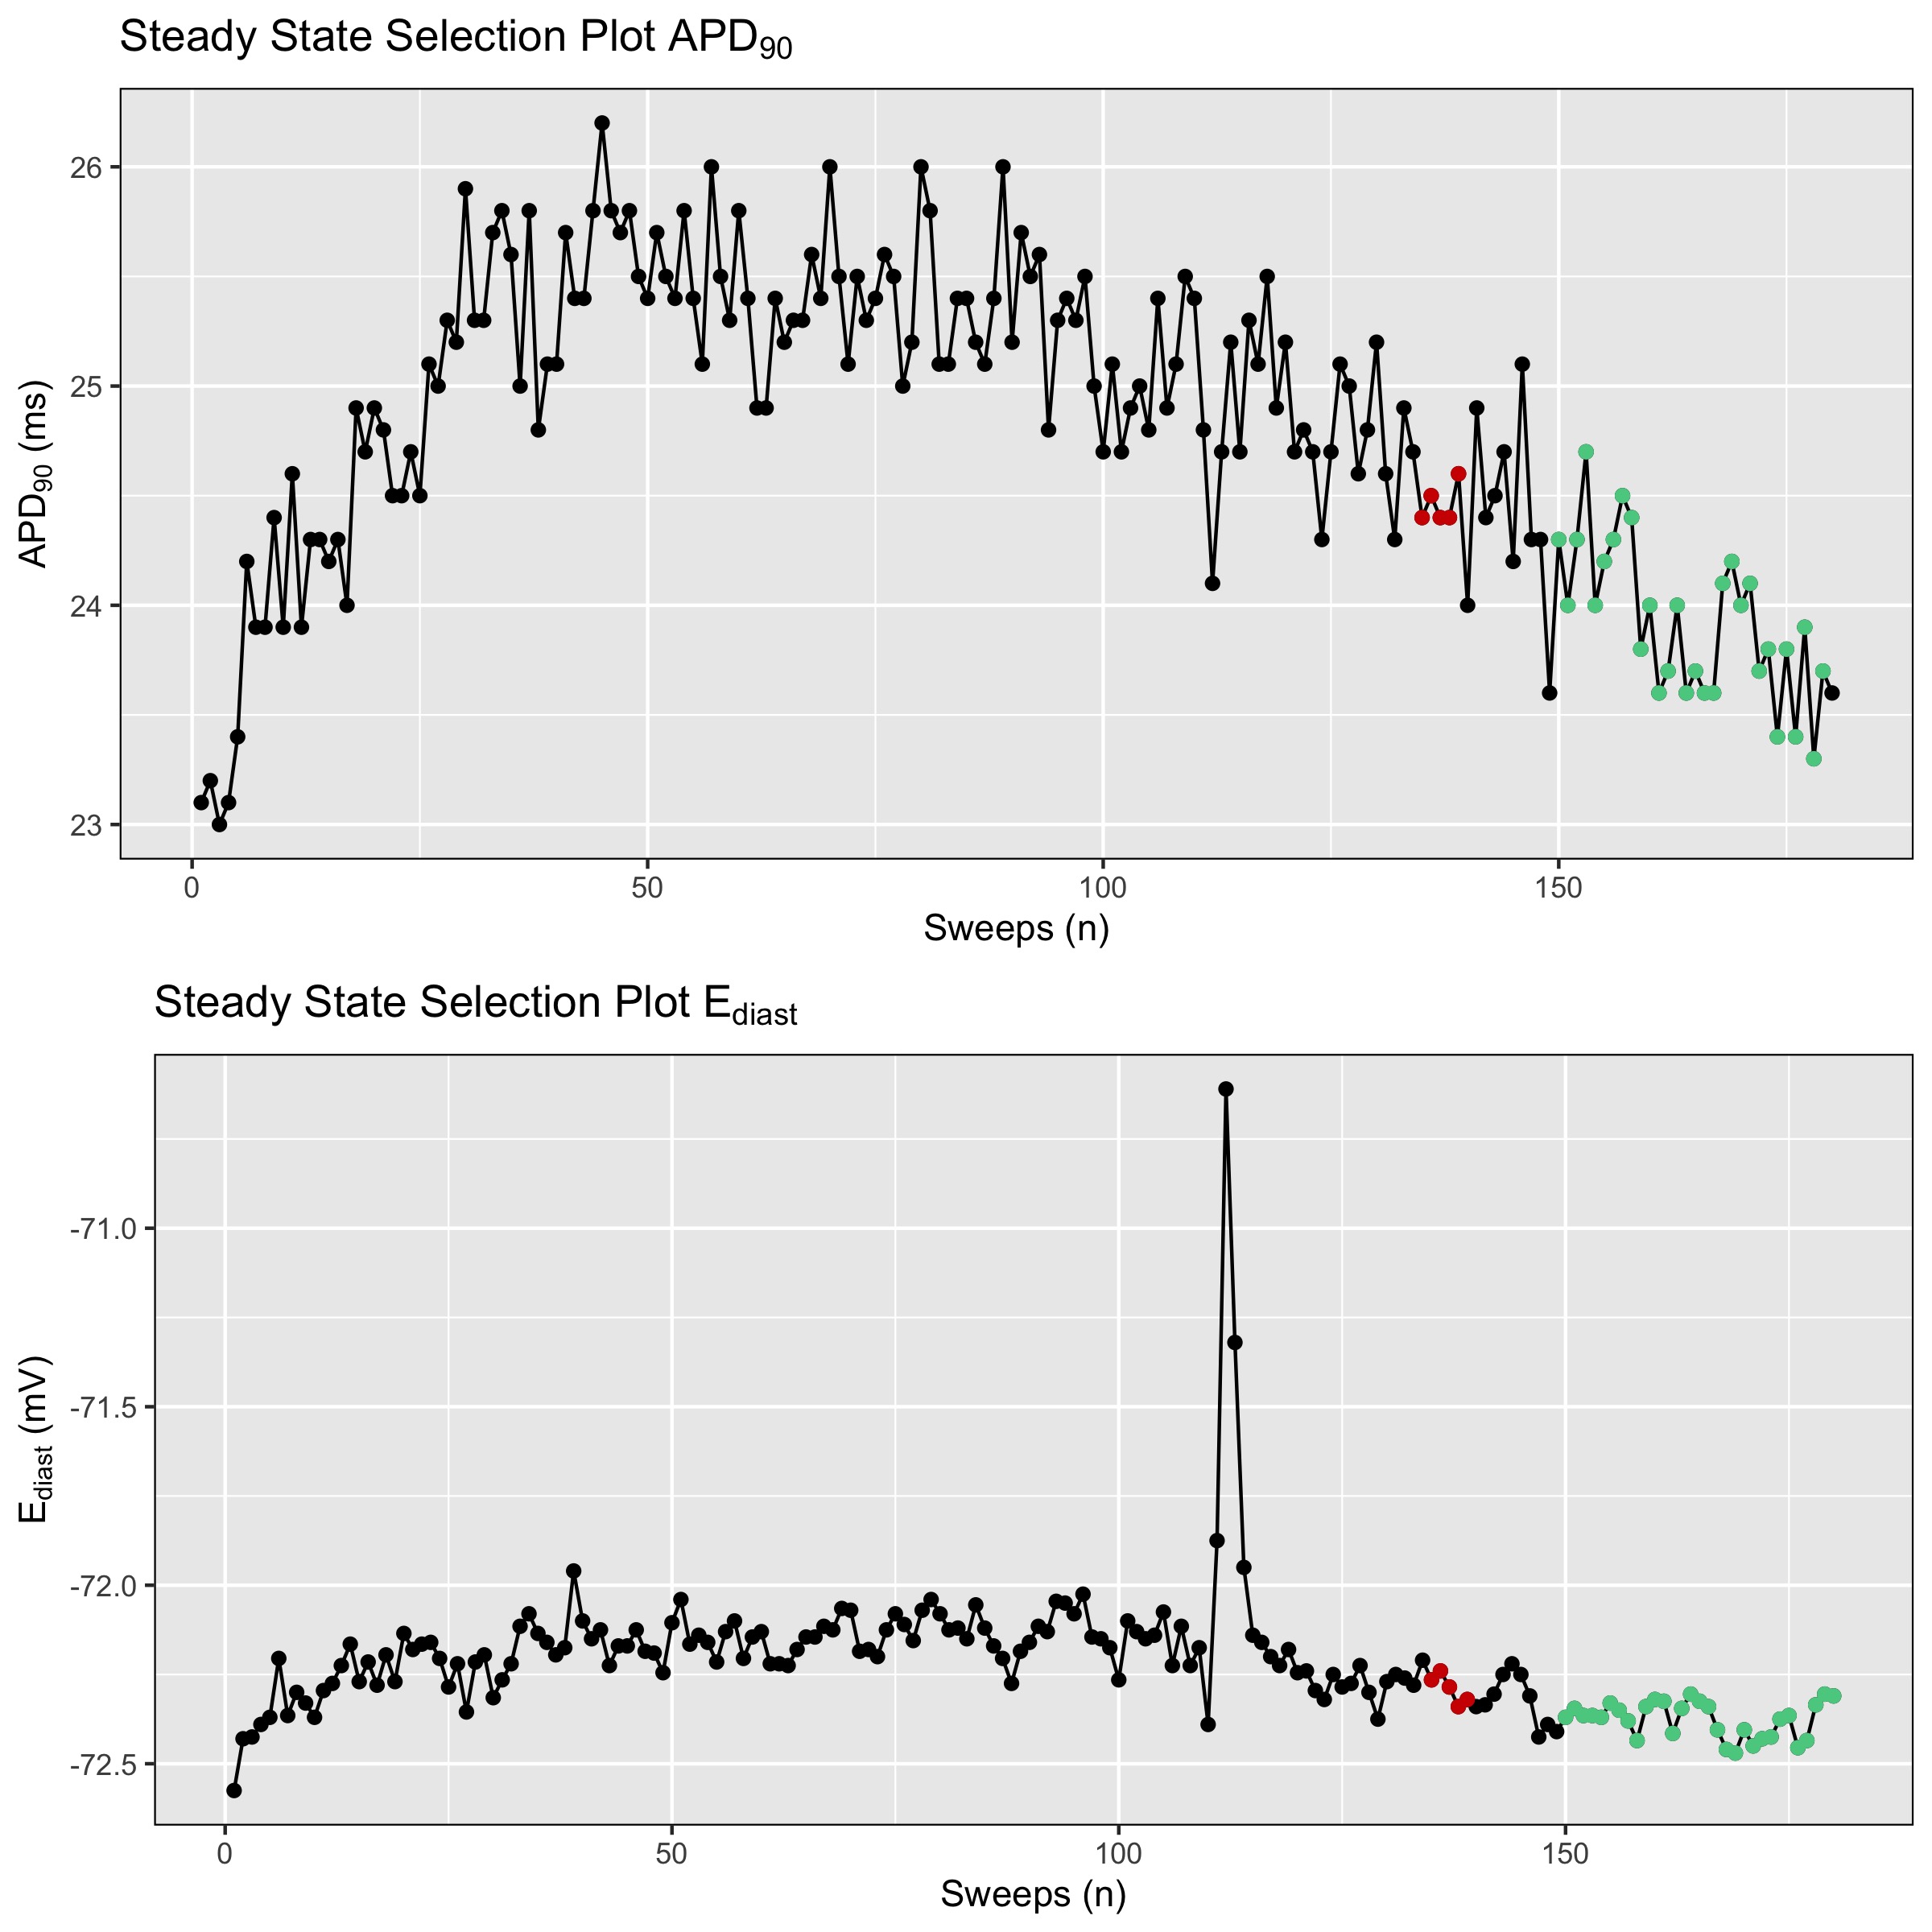 Steady State Selection Plot APD90
26
25
24
23
APD90 (ms)
0 50 100 150
Sweeps (n)
Steady State Selection Plot Ediast
-71.0
-71.5
-72.0
-72.5
Ediast (mV)
0 50 100 150
Sweeps (n)